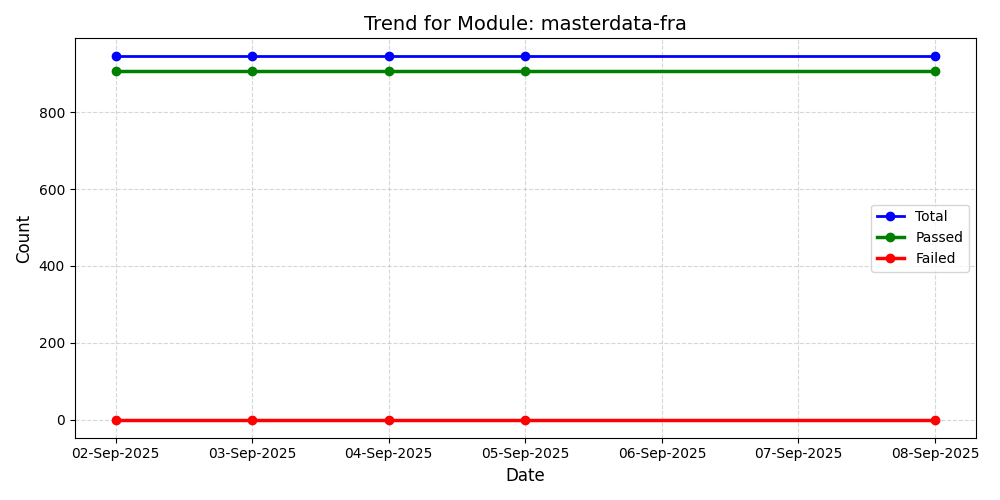 Trend for Module: masterdata-fra
Count
800
600
400
200
0
Total
Passed
Failed
02-Sep-2025 03-Sep-2025 04-Sep-2025 05-Sep-2025 06-Sep-2025 07-Sep-2025 08-Sep-2025
Date